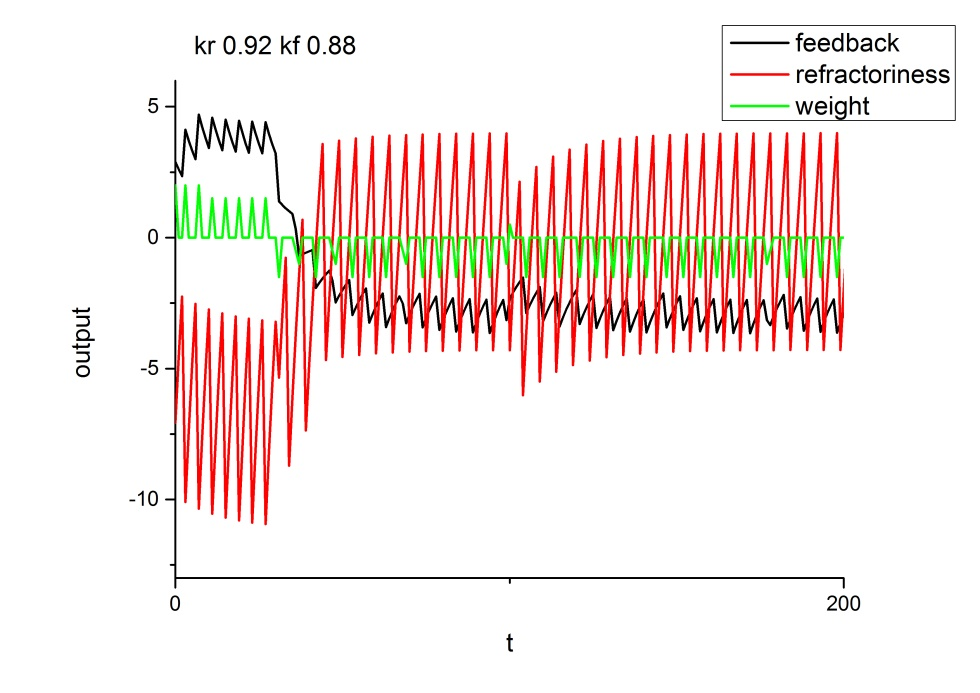 kr 0.92 kf 0.88
feedback
refractoriness
weight
5
0
-5
-10
output
0
200
t